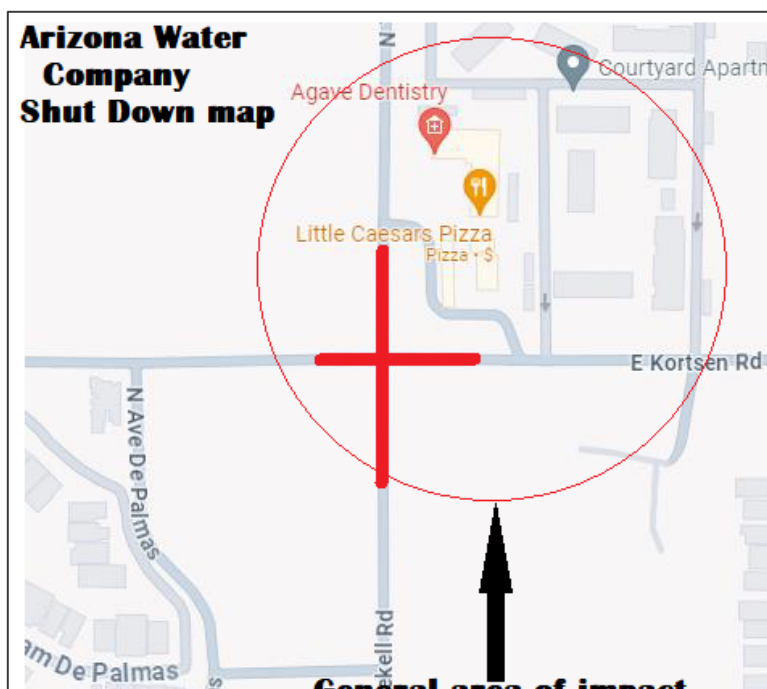 Arizona Water
Company
Shut Down map
N
Courtyard Apartn
Agave Dentistry
Little Caesars Pizza
Pizza • $
E Kortsen Rd
N Ave De Palmas
ekell Rd
am De Palmas
General area of impact